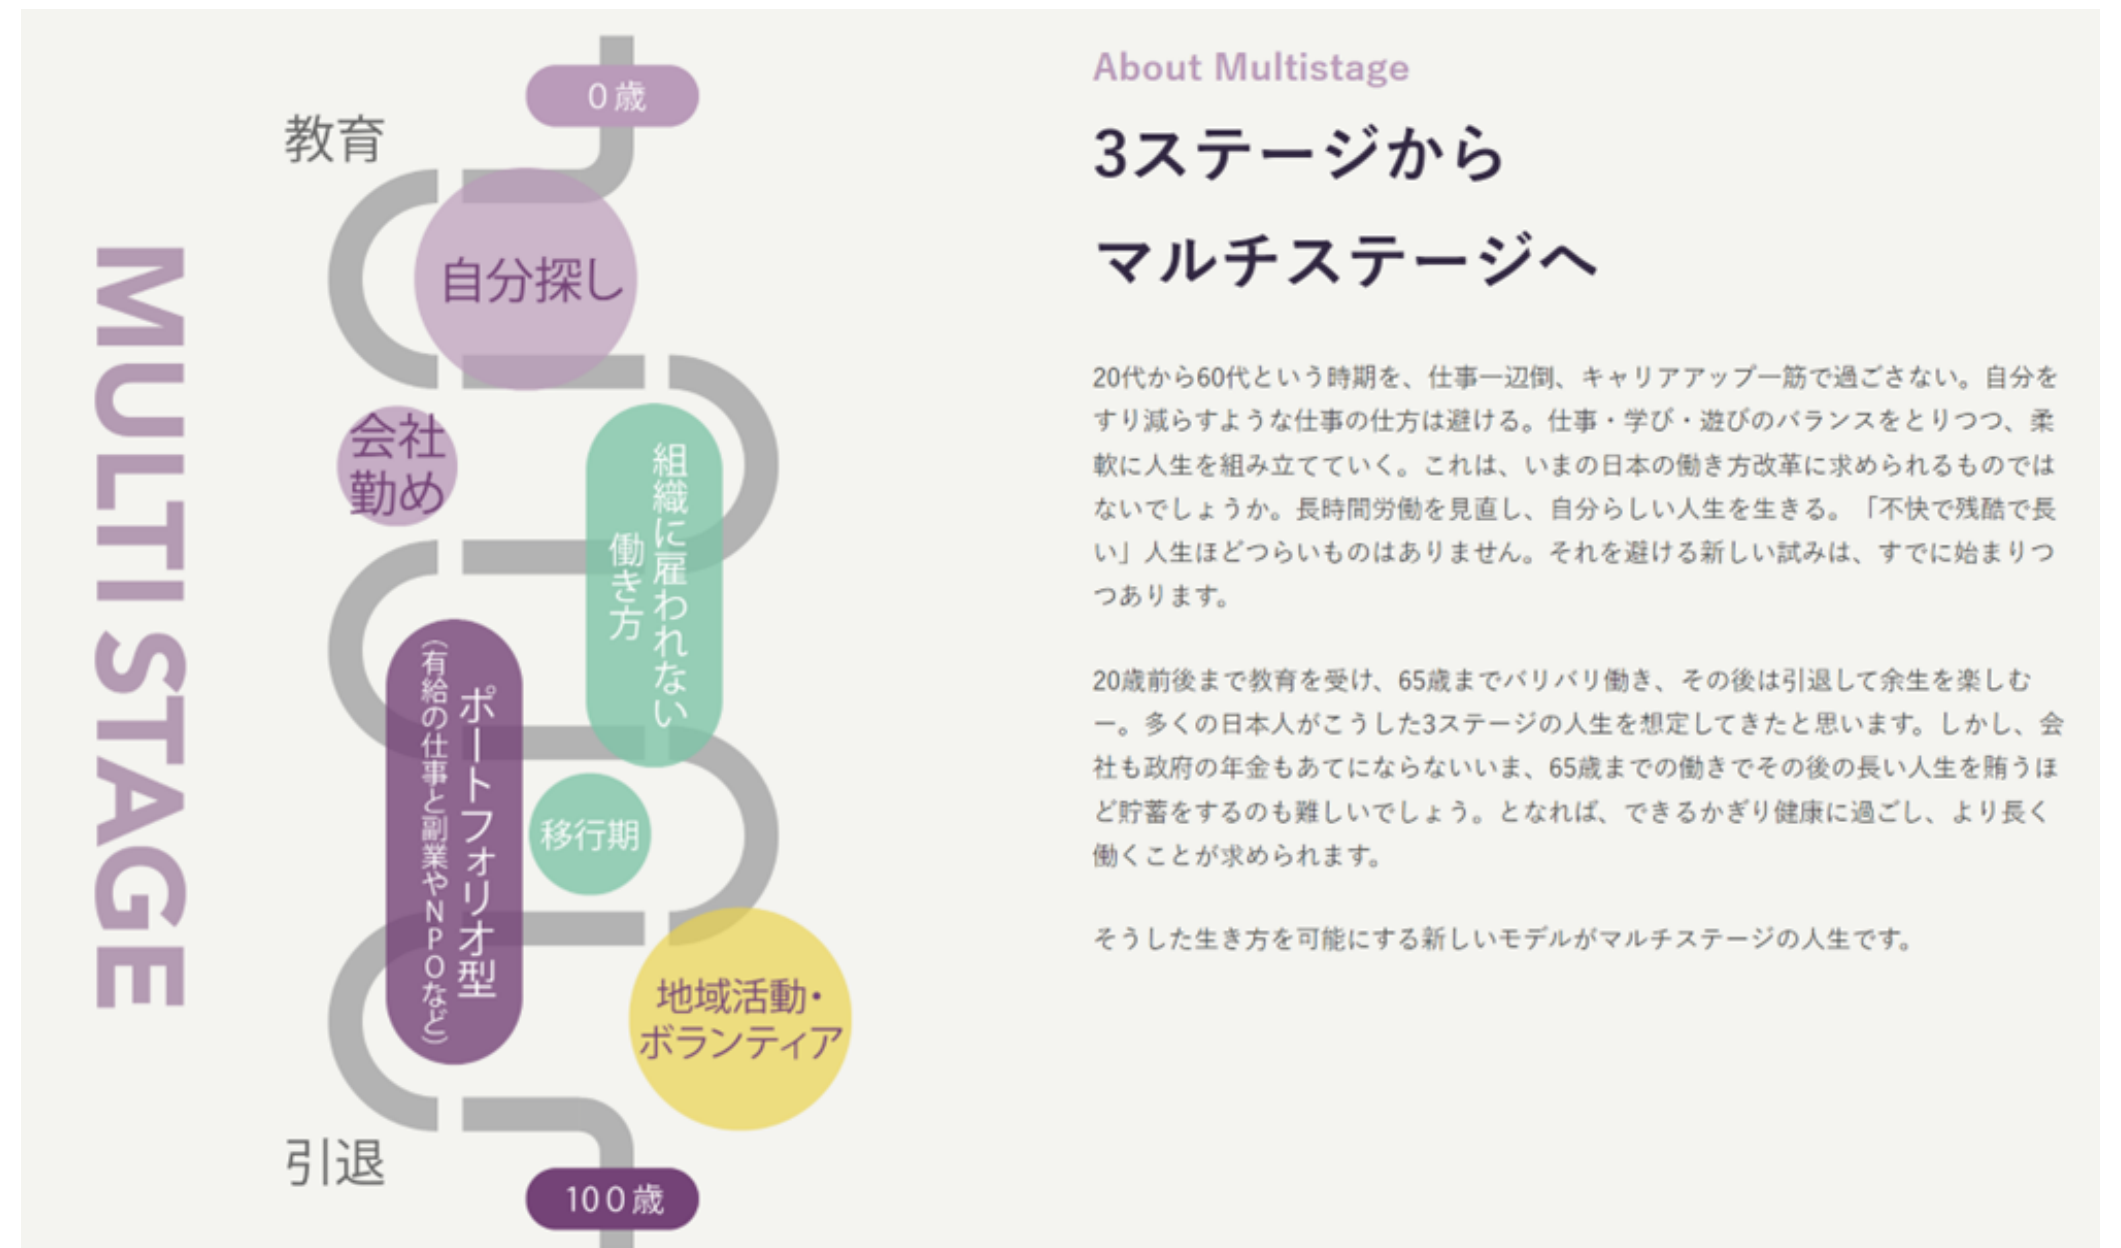 MULTI STAGE
0歳
教育
自分探し
会社
勤め
組織に雇われない
働き方
ポートフォリオ型
（有給の仕事と副業やNPOなど）
移行期
地域活動・
ボランティア
引退
100歳
About Multistage
3ステージから
マルチステージへ
20代から60代という時期を、仕事一辺倒、キャリアアップ一筋で過ごさない。自分を
すり減らすような仕事の仕方は避ける。仕事・学び・遊びのバランスをとりつつ、柔
軟に人生を組み立てていく。これは、いまの日本の働き方改革に求められるものでは
ないでしょうか。長時間労働を見直し、自分らしい人生を生きる。「不快で残酷で長
い」人生ほどつらいものはありません。それを避ける新しい試みは、すでに始まりつ
つあります。
20歳前後まで教育を受け、65歳までバリバリ働き、その後は引退して余生を楽しむ
ー。多くの日本人がこうした3ステージの人生を想定してきたと思います。しかし、会
社も政府の年金もあてにならないいま、65歳までの働きでその後の長い人生を賄うほ
ど貯蓄をするのも難しいでしょう。となれば、できるかぎり健康に過ごし、より長く
働くことが求められます。
そうした生き方を可能にする新しいモデルがマルチステージの人生です。